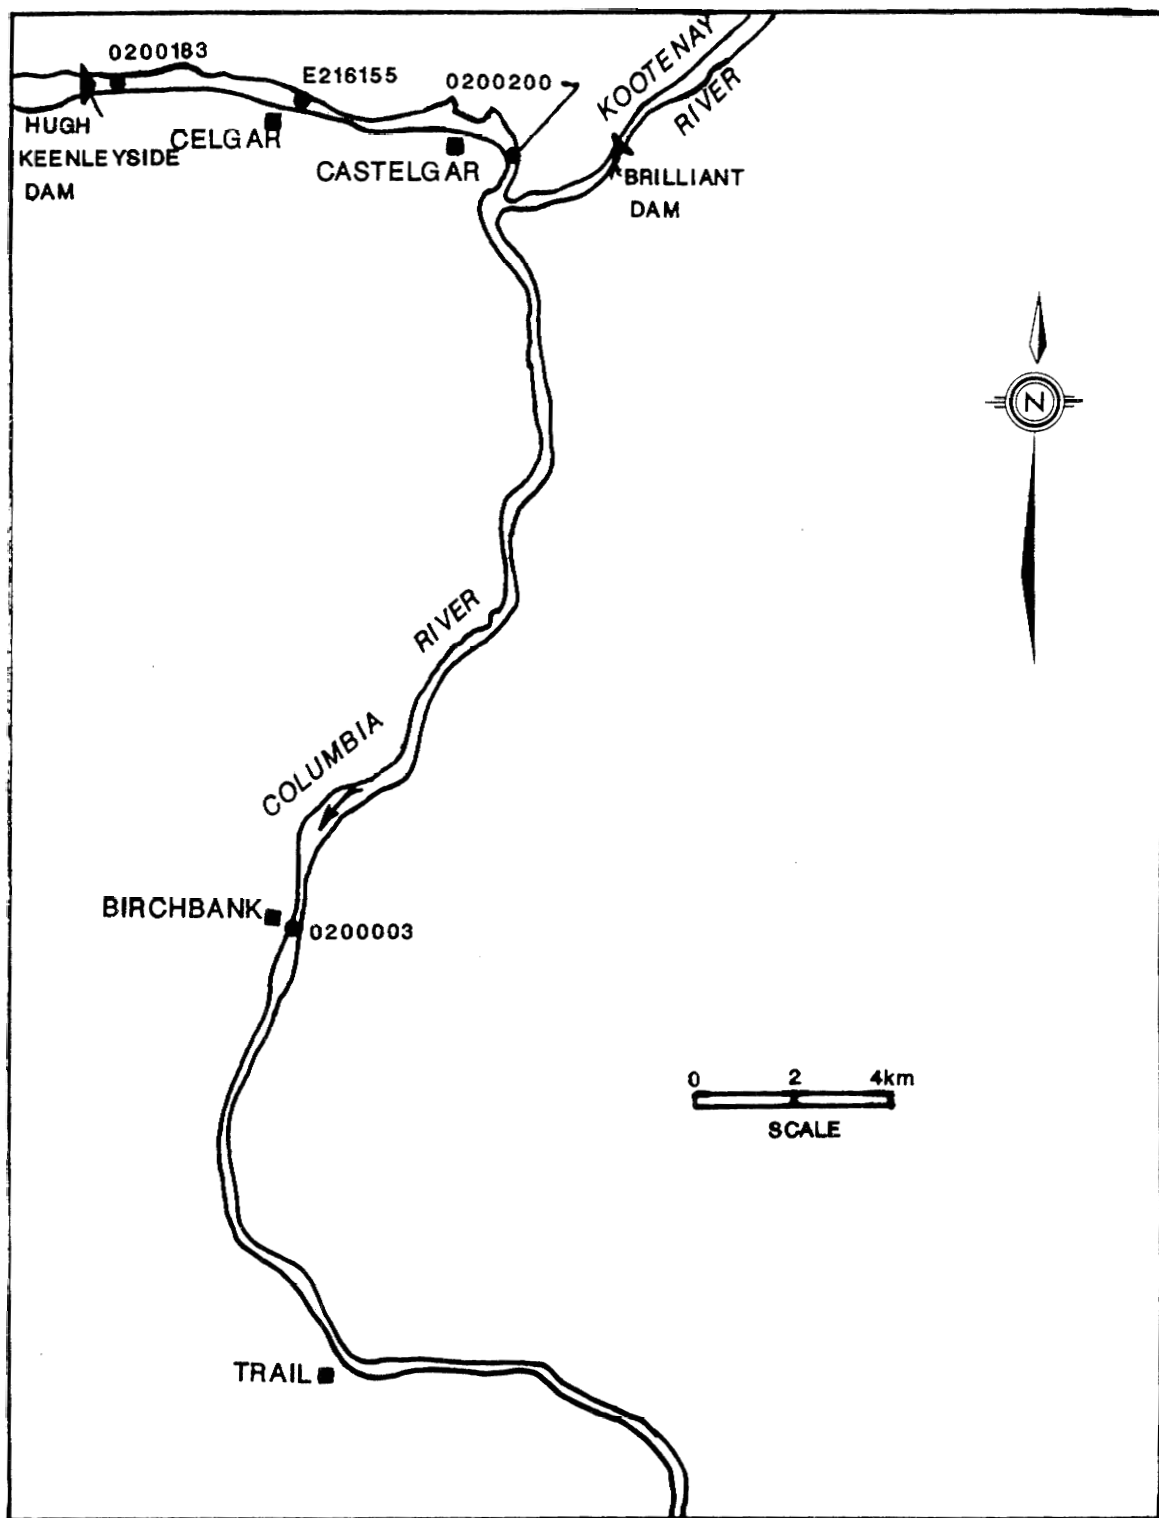 0200183
E216155
0200200
KOOTENAY
RIVER
HUGH
KEENLEYSIDE
DAM
CELGAR
CASTELGAR
BRILLIANT
DAM
N
RIVER
COLUMBIA
BIRCHBANK
0200003
0 2 4km
SCALE
TRAIL